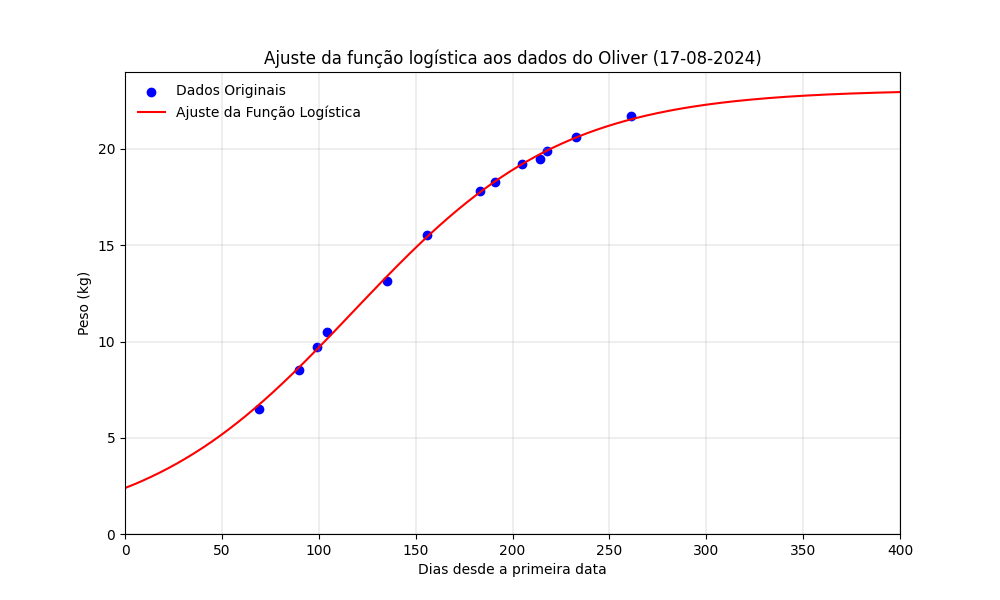 Ajuste da função logística aos dados do Oliver (17-08-2024)
Dados Originais
Ajuste da Função Logística
20
15
10
5
0
Peso (kg)
0 50 100 150 200 250 300 350 400
Dias desde a primeira data